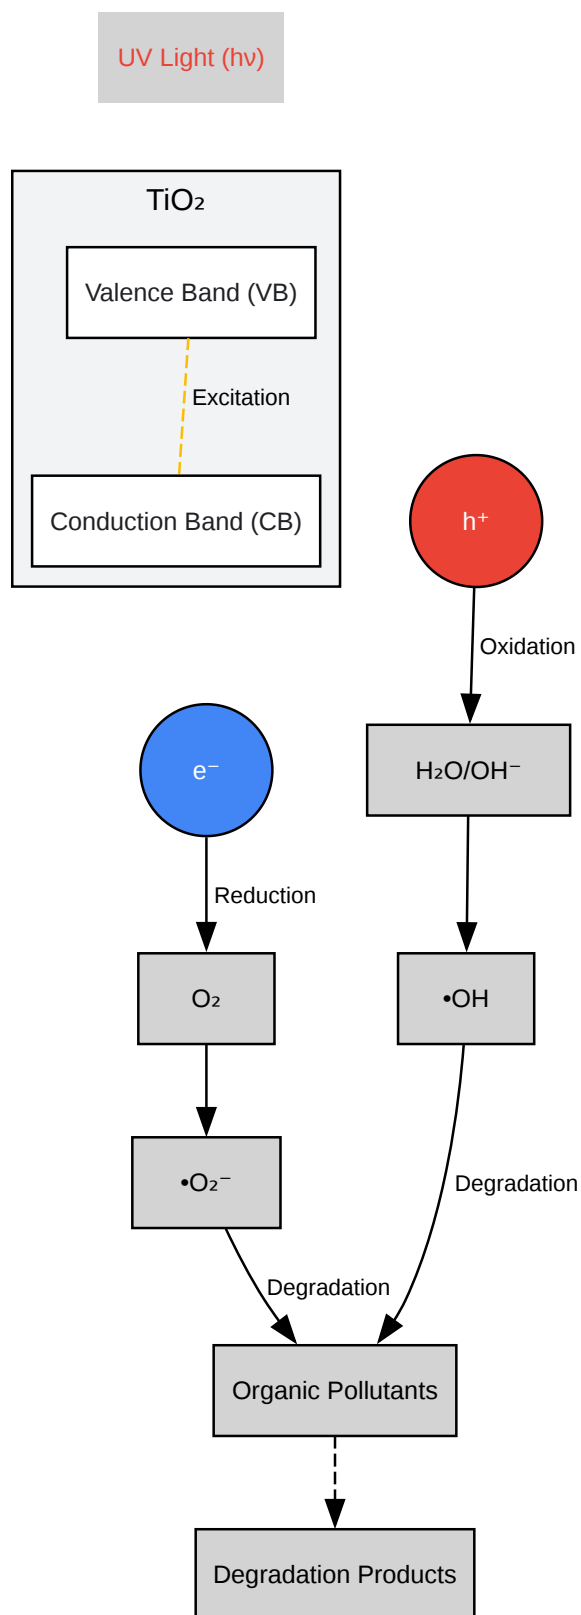 UV Light (hν)
TiO₂
Valence Band (VB)
Excitation
Conduction Band (CB)
h⁺
Oxidation
e⁻
H₂O/OH⁻
Reduction
O₂
•OH
•O₂⁻
Degradation
Degradation
Organic Pollutants
Degradation Products